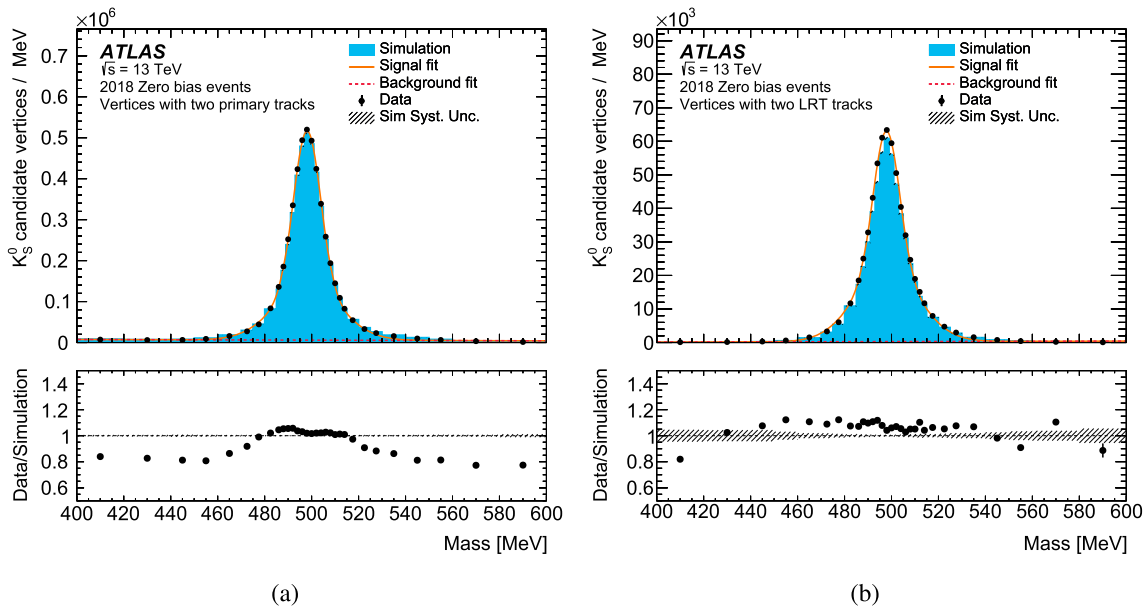 ×10⁶
K⁰_S candidate vertices / MeV
0.7
0.6
0.5
0.4
0.3
0.2
0.1
0
ATLAS
√s = 13 TeV
2018 Zero bias events
Vertices with two primary tracks
Simulation
Signal fit
Background fit
Data
Sim Syst. Unc.
Data/Simulation
1.4
1.2
1
0.8
0.6
400 420 440 460 480 500 520 540 560 580 600
Mass [MeV]
(a)
×10³
K⁰_S candidate vertices / MeV
90
80
70
60
50
40
30
20
10
0
ATLAS
√s = 13 TeV
2018 Zero bias events
Vertices with two LRT tracks
Simulation
Signal fit
Background fit
Data
Sim Syst. Unc.
Data/Simulation
1.4
1.2
1
0.8
0.6
400 420 440 460 480 500 520 540 560 580 600
Mass [MeV]
(b)